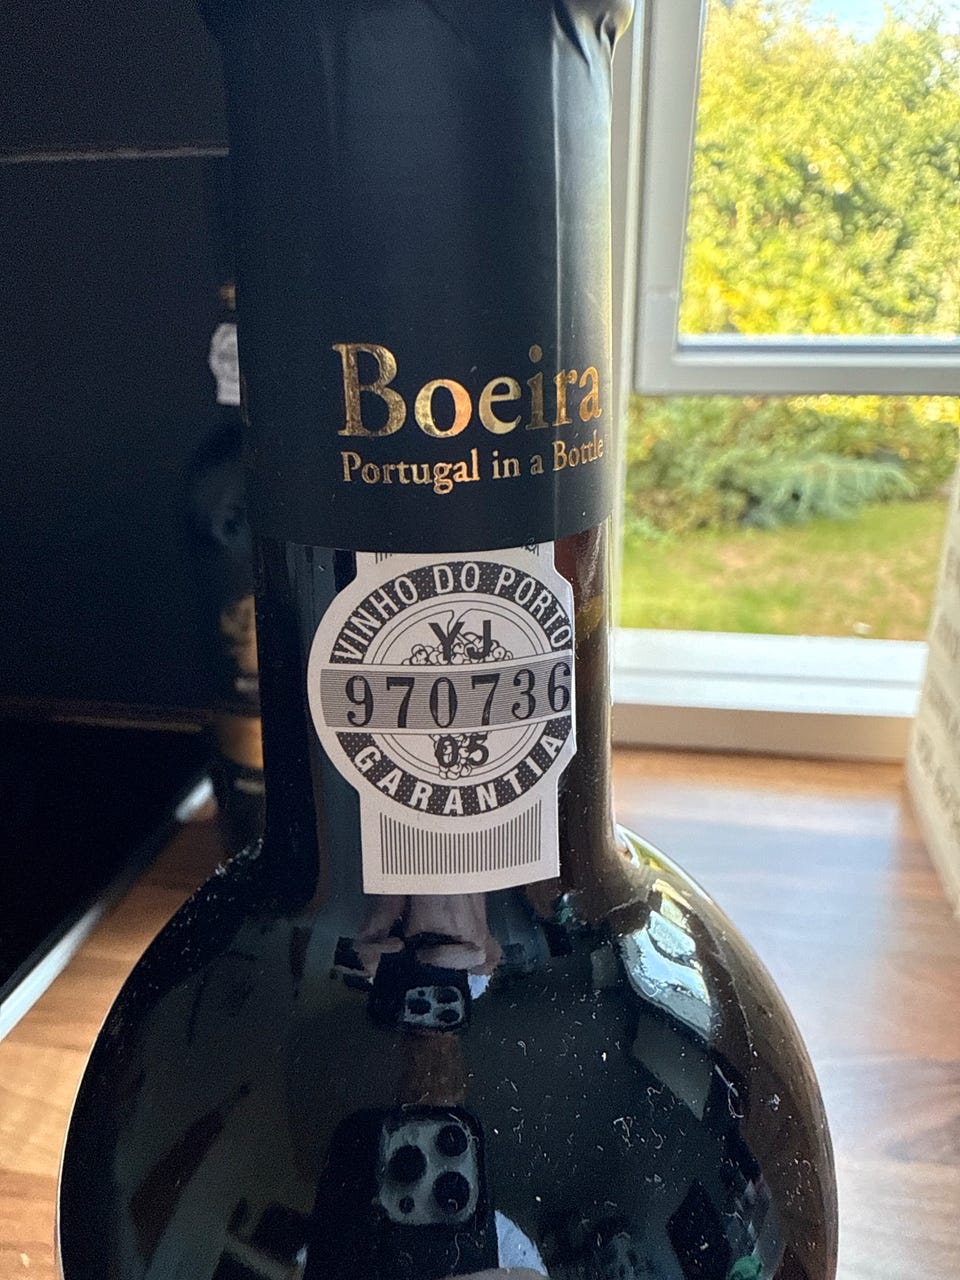 Boeira
Portugal in a Bottle
VINHO DO PORTO
YJ
970736
05
GARANTIA